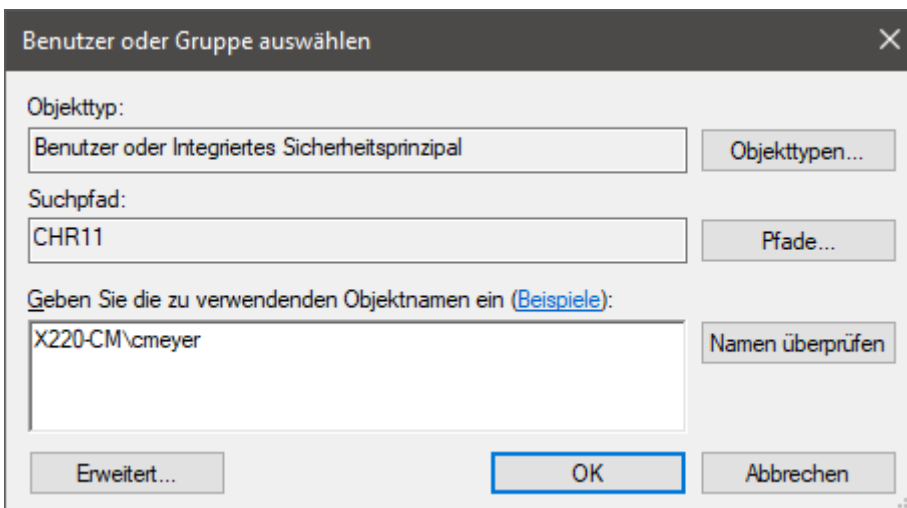 Benutzer oder Gruppe auswählen
Objekttyp:
Benutzer oder Integriertes Sicherheitsprinzipal
Objekttypen...
Suchpfad:
CHR11
Pfade...
Geben Sie die zu verwendenden Objektnamen ein (Beispiele):
X220-CM\cmeyer
Namen überprüfen
Erweitert...
OK
Abbrechen